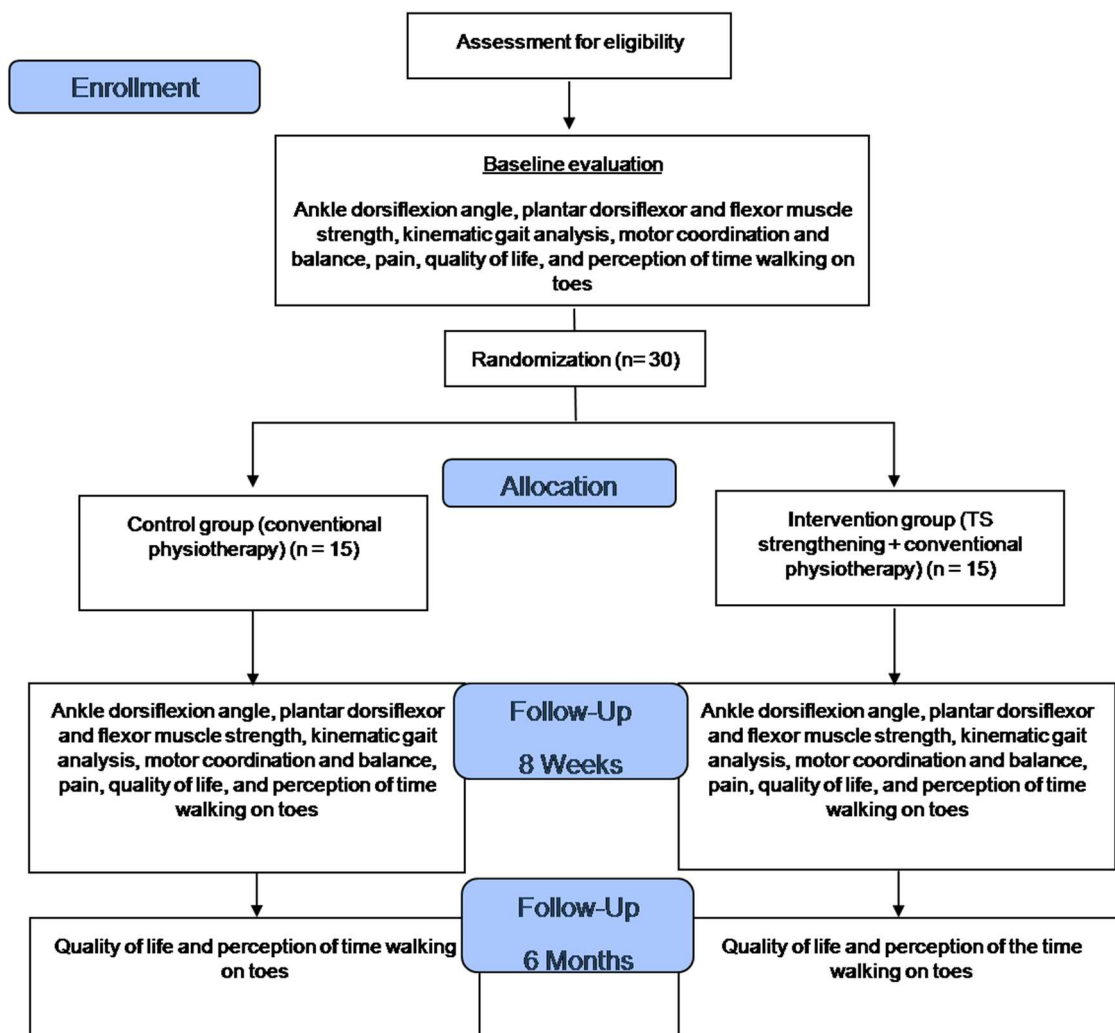 Assessment for eligibility
Enrollment
Baseline evaluation
Ankle dorsiflexion angle, plantar dorsiflexor and flexor muscle
strength, kinematic gait analysis, motor coordination and
balance, pain, quality of life, and perception of time walking on
toes
Randomization (n= 30)
Allocation
Control group (conventional
physiotherapy) (n = 15)
Intervention group (TS
strengthening + conventional
physiotherapy) (n = 15)
Follow-Up
8 Weeks
Ankle dorsiflexion angle, plantar dorsiflexor
and flexor muscle strength, kinematic gait
analysis, motor coordination and balance,
pain, quality of life, and perception of time
walking on toes
Ankle dorsiflexion angle, plantar dorsiflexor
and flexor muscle strength, kinematic gait
analysis, motor coordination and balance,
pain, quality of life, and perception of time
walking on toes
Follow-Up
6 Months
Quality of life and perception of time walking
on toes
Quality of life and perception of the time
walking on toes